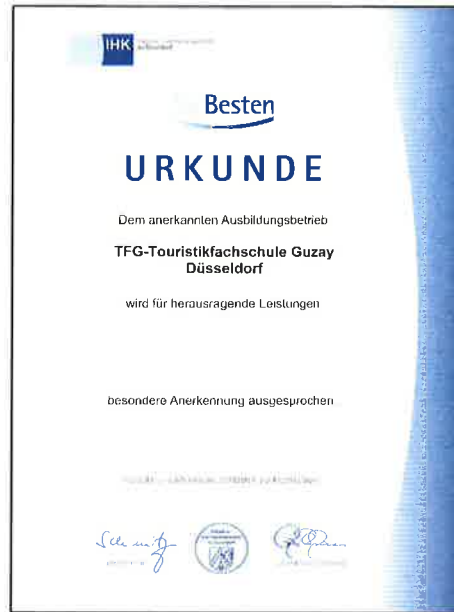 IHK
Besten
URKUNDE
Dem anerkannten Ausbildungsbetrieb
TFG-Touristikfachschule Guzay
Düsseldorf
wird für herausragende Leistungen
besondere Anerkennung ausgesprochen